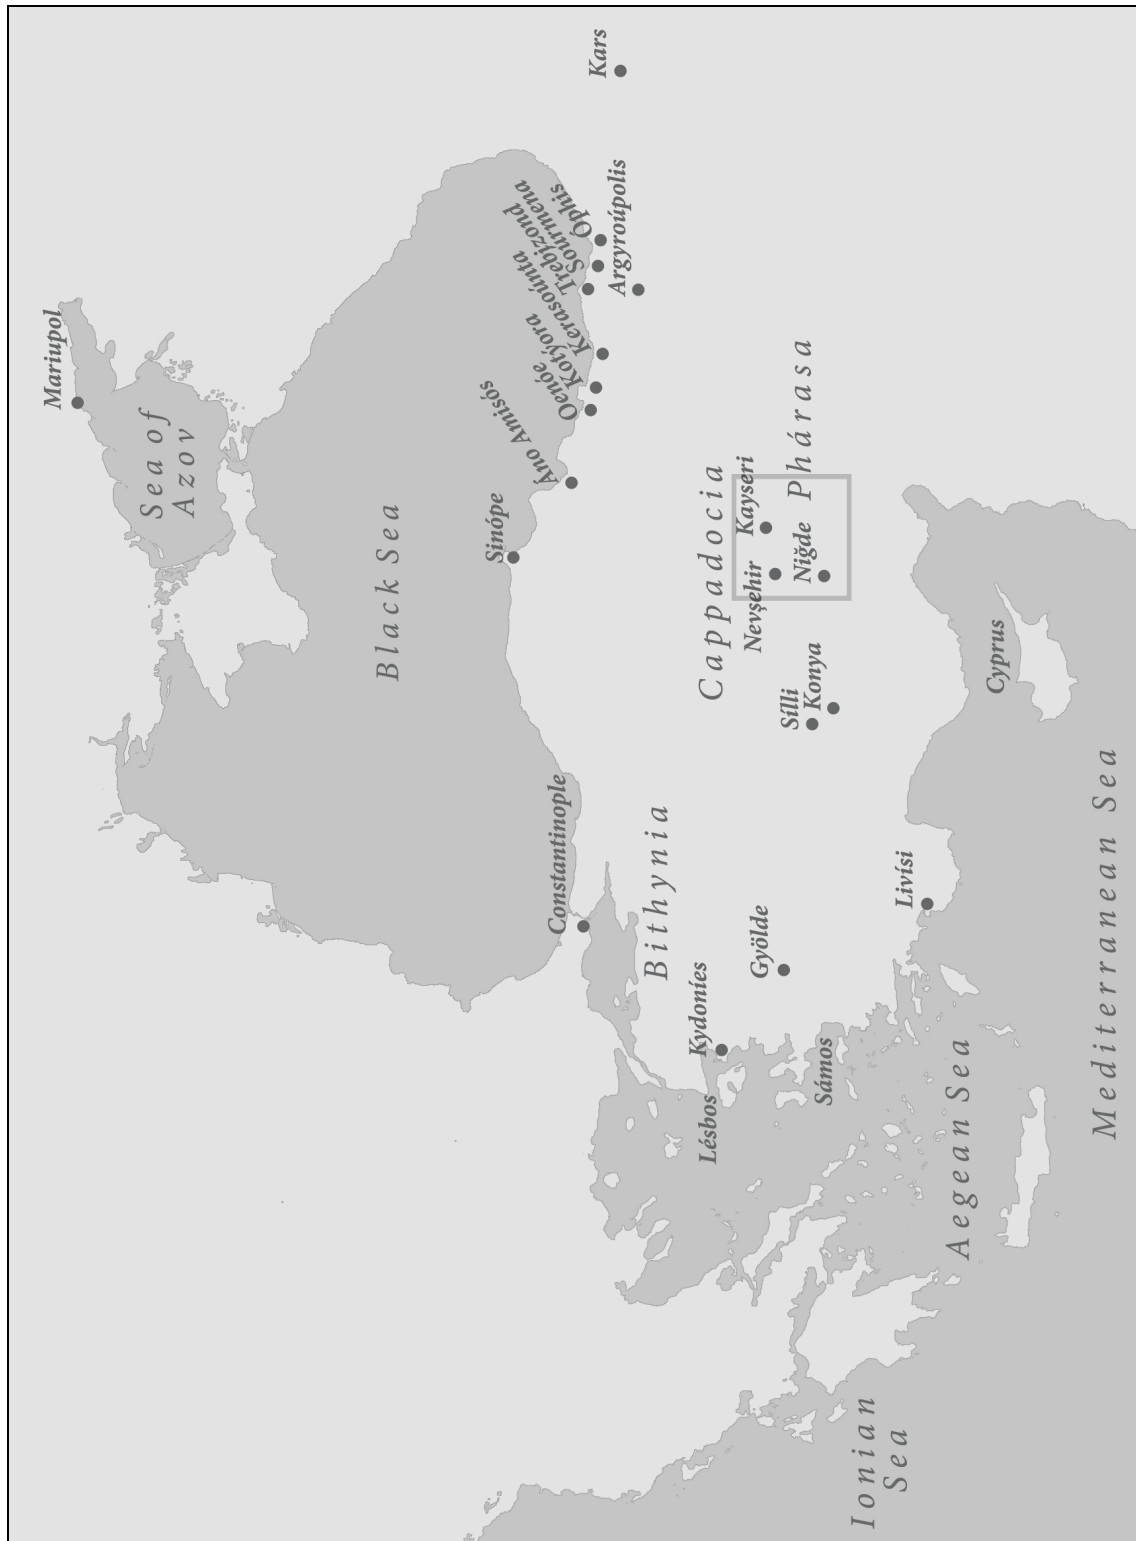 Mariupol
Sea of
Azov
Black Sea
Sinópe
Áno Amisós
Oenóe
Kotýora
Kerasoúnta
Trebizond
Sourmena
Óphis
Argyroúpolis
Kars
Constantinople
Bithynia
Cappadocia
Nevşehir
Kayseri
Niğde
Phárasa
Sílli
Konya
Kydoníes
Gyölde
Lésbos
Sámos
Livísi
Cyprus
Aegean Sea
Ionian
Sea
Mediterranean Sea